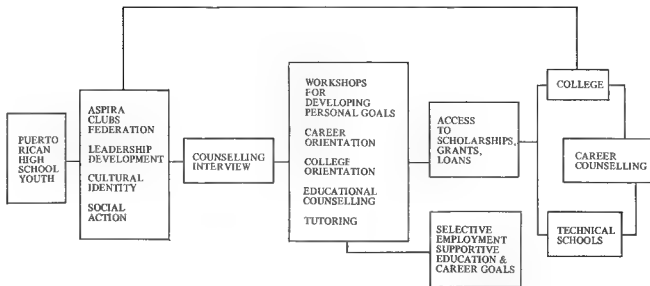 PUERTO
RICAN
HIGH
SCHOOL
YOUTH
ASPIRA
CLUBS
FEDERATION
LEADERSHIP
DEVELOPMENT
CULTURAL
IDENTITY
SOCIAL
ACTION
COUNSELLING
INTERVIEW
WORKSHOPS
FOR
DEVELOPING
PERSONAL GOALS
CAREER
ORIENTATION
COLLEGE
ORIENTATION
EDUCATIONAL
COUNSELLING
TUTORING
ACCESS
TO
SCHOLARSHIPS,
GRANTS,
LOANS
SELECTIVE
EMPLOYMENT
SUPPORTIVE
EDUCATION &
CAREER GOALS
COLLEGE
CAREER
COUNSELLING
TECHNICAL
SCHOOLS